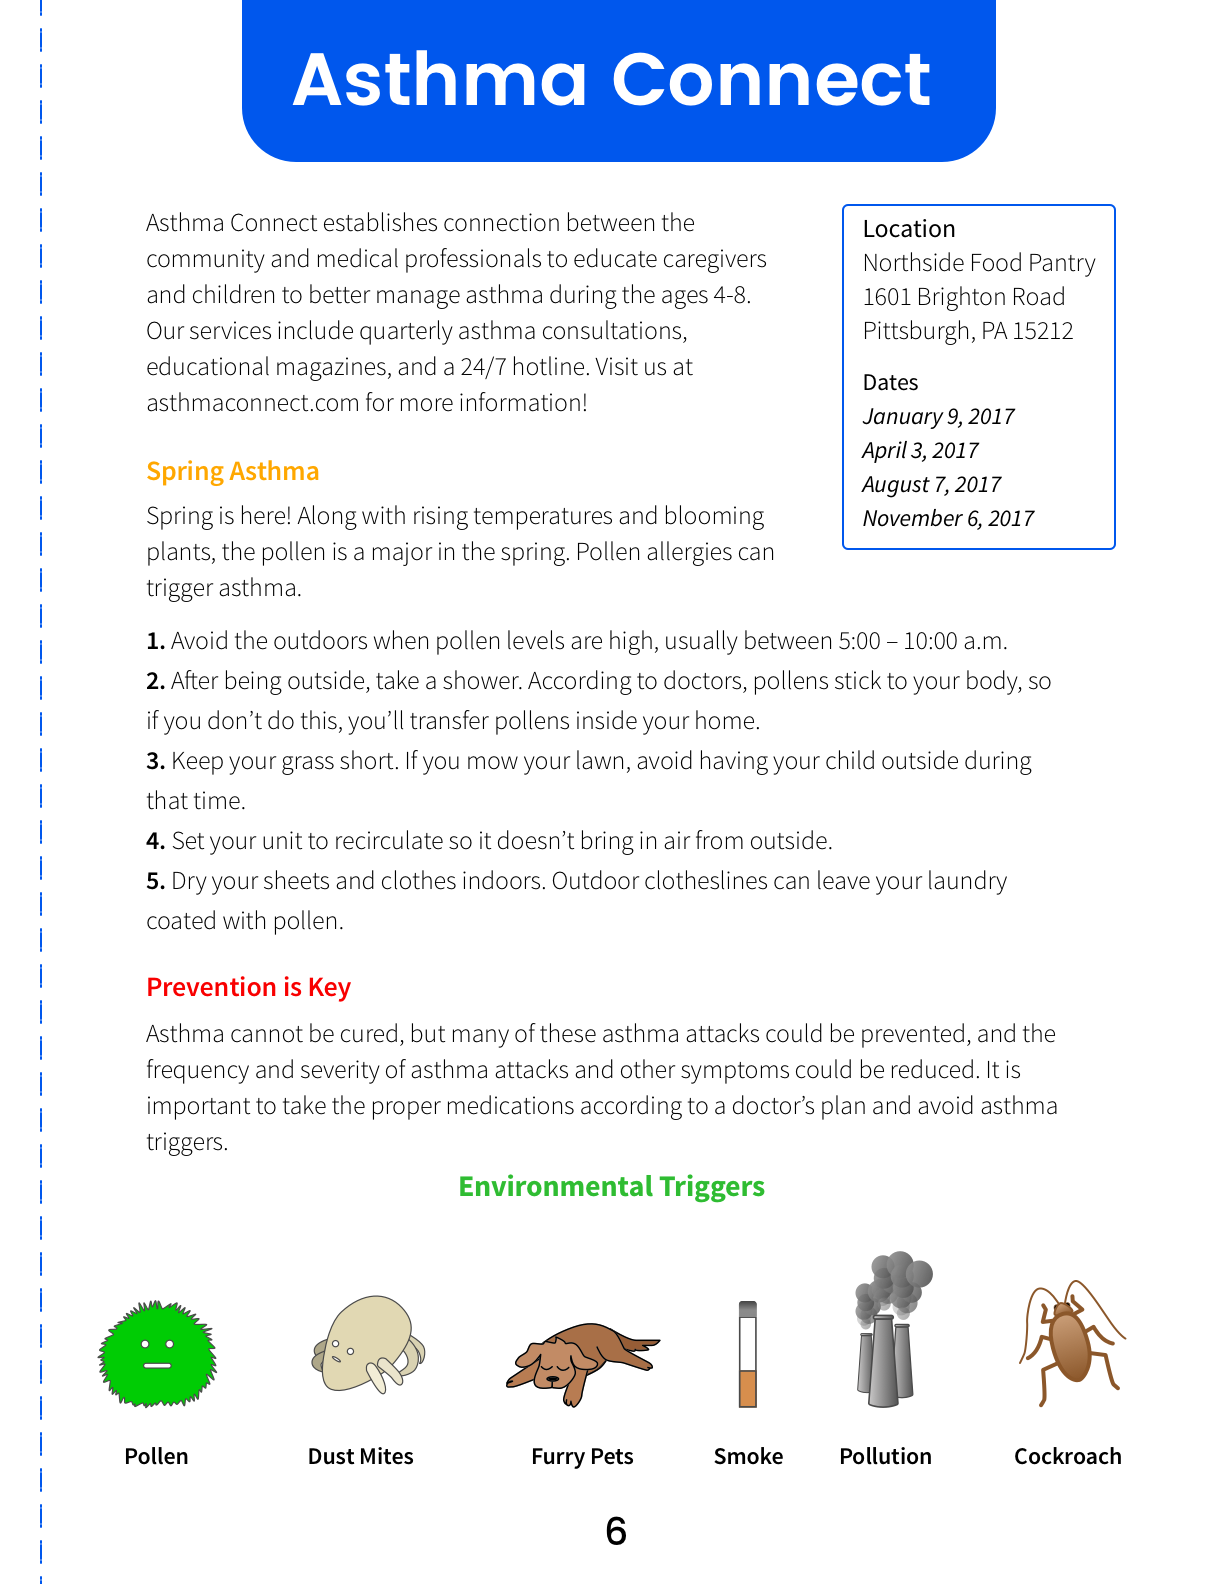 Asthma Connect
Asthma Connect establishes connection between the
community and medical professionals to educate caregivers
and children to better manage asthma during the ages 4-8.
Our services include quarterly asthma consultations,
educational magazines, and a 24/7 hotline. Visit us at
asthmaconnect.com for more information!
Location
Northside Food Pantry
1601 Brighton Road
Pittsburgh, PA 15212
Dates
January 9, 2017
April 3, 2017
August 7, 2017
November 6, 2017
Spring Asthma
Spring is here! Along with rising temperatures and blooming
plants, the pollen is a major in the spring. Pollen allergies can
trigger asthma.
1. Avoid the outdoors when pollen levels are high, usually between 5:00 – 10:00 a.m.
2. After being outside, take a shower. According to doctors, pollens stick to your body, so
if you don’t do this, you’ll transfer pollens inside your home.
3. Keep your grass short. If you mow your lawn, avoid having your child outside during
that time.
4. Set your unit to recirculate so it doesn’t bring in air from outside.
5. Dry your sheets and clothes indoors. Outdoor clotheslines can leave your laundry
coated with pollen.
Prevention is Key
Asthma cannot be cured, but many of these asthma attacks could be prevented, and the
frequency and severity of asthma attacks and other symptoms could be reduced. It is
important to take the proper medications according to a doctor’s plan and avoid asthma
triggers.
Environmental Triggers
Pollen
Dust Mites
Furry Pets
Smoke
Pollution
Cockroach
6